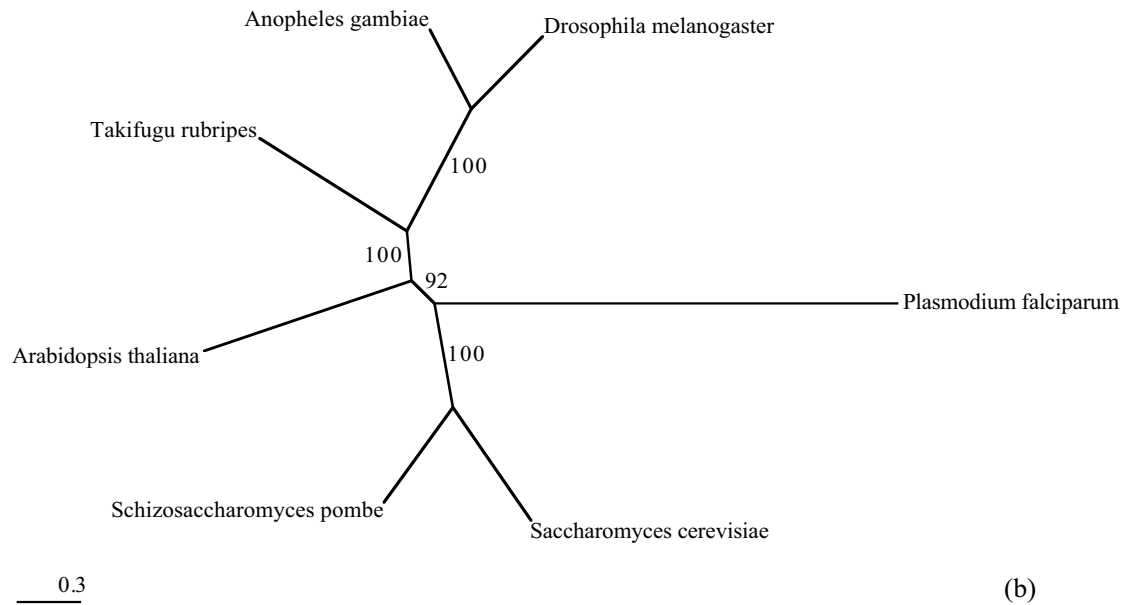 Anopheles gambiae
Drosophila melanogaster
Takifugu rubripes
100
100
92
Plasmodium falciparum
Arabidopsis thaliana
100
Schizosaccharomyces pombe
Saccharomyces cerevisiae
0.3
(b)